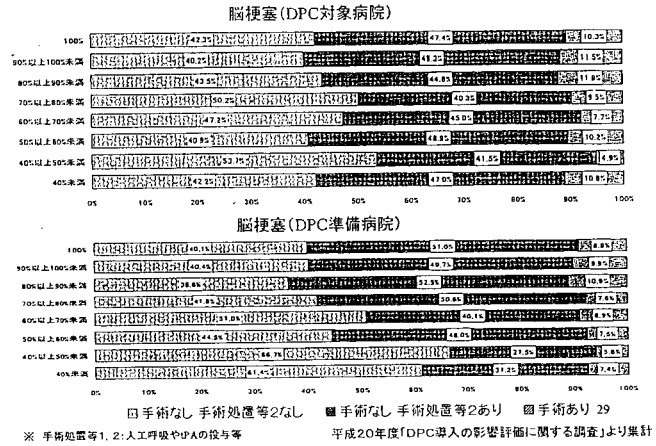 脳梗塞(DPC対象病院)
100% 42.3% 47.4% 10.3%
90%以上100%未満 40.2% 48.3% 11.5%
80%以上90%未満 43.5% 44.8% 11.8%
70%以上80%未満 50.2% 40.3% 9.5%
60%以上70%未満 47.2% 45.0% 7.7%
50%以上60%未満 40.9% 48.9% 10.2%
40%以上50%未満 53.7% 41.5% 4.9%
40%未満 42.2% 47.0% 10.8%
0% 10% 20% 30% 40% 50% 60% 70% 80% 90% 100%
脳梗塞(DPC準備病院)
100% 40.1% 51.0% 8.8%
90%以上100%未満 40.4% 49.7% 9.9%
80%以上90%未満 36.6% 52.5% 10.9%
70%以上80%未満 41.8% 50.6% 7.6%
60%以上70%未満 51.0% 40.1% 8.9%
50%以上60%未満 44.5% 48.0% 7.5%
40%以上50%未満 66.7% 27.5% 5.8%
40%未満 61.4% 31.2% 7.4%
0% 10% 20% 30% 40% 50% 60% 70% 80% 90% 100%
手術なし 手術処置等2なし 手術なし 手術処置等2あり 手術あり 29
※ 手術処置等1, 2:人工呼吸やtPAの投与等 平成20年度「DPC導入の影響評価に関する調査」より集計